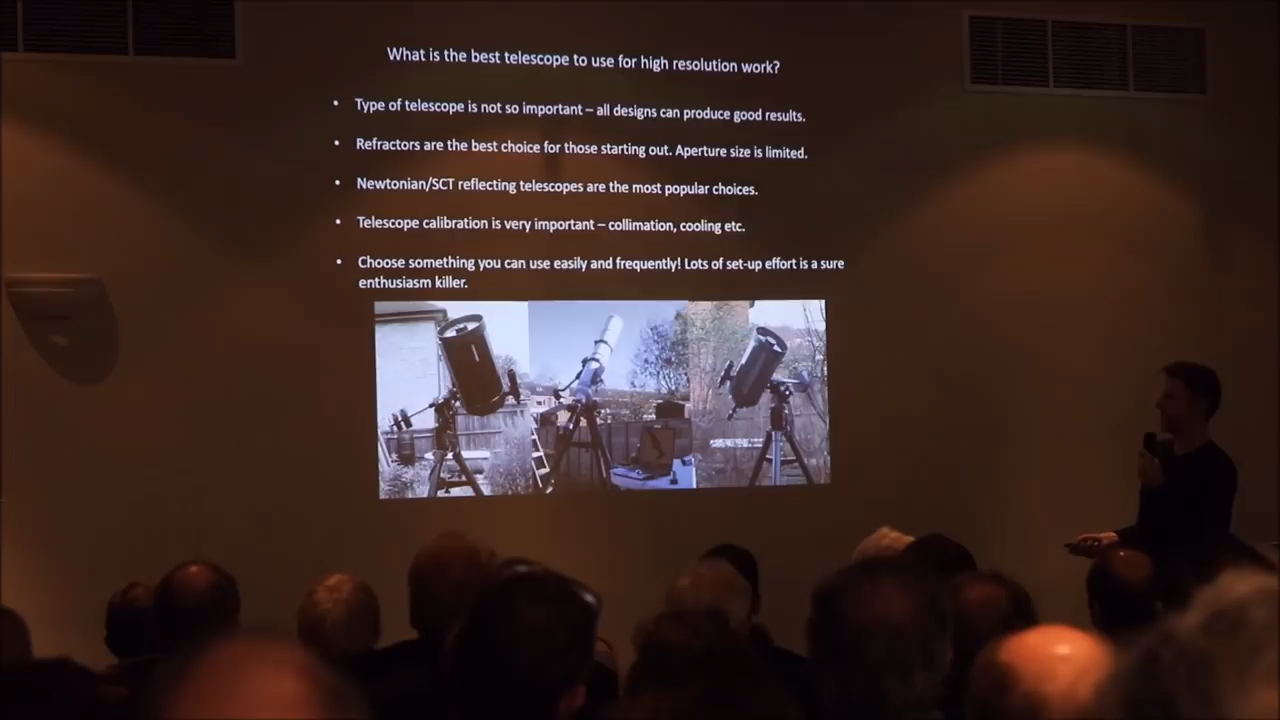 What is the best telescope to use for high resolution work?
• Type of telescope is not so important – all designs can produce good results.
• Refractors are the best choice for those starting out. Aperture size is limited.
• Newtonian/SCT reflecting telescopes are the most popular choices.
• Telescope calibration is very important – collimation, cooling etc.
• Choose something you can use easily and frequently! Lots of set-up effort is a sure
enthusiasm killer.